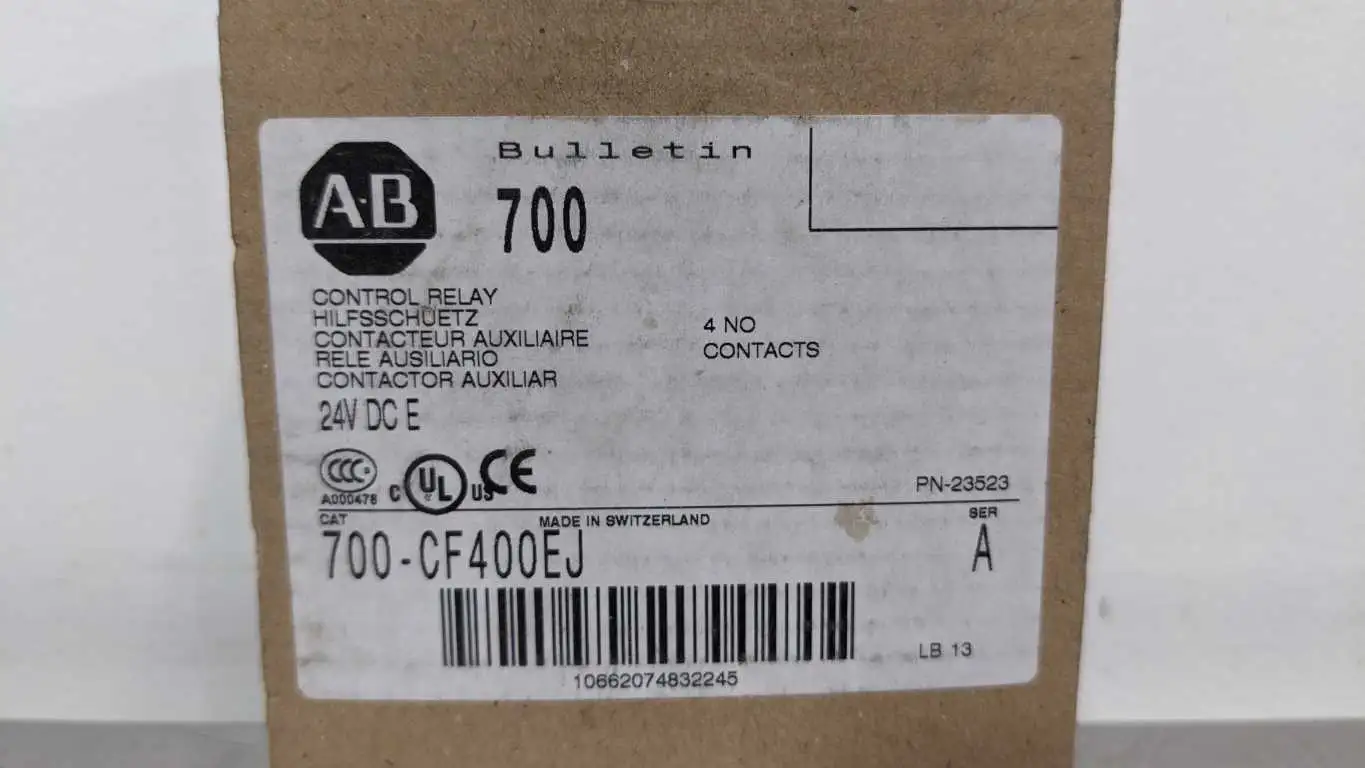 Bulletin
A·B
700
CONTROL RELAY
HILFSSCHUETZ
CONTACTEUR AUXILIAIRE
RELE AUSILIARIO
CONTACTOR AUXILIAR
4 NO
CONTACTS
24V DC E
CCC
A000478
C UL US CE
PN-23523
CAT
MADE IN SWITZERLAND
SER
700-CF400EJ
A
LB 13
10662074832245